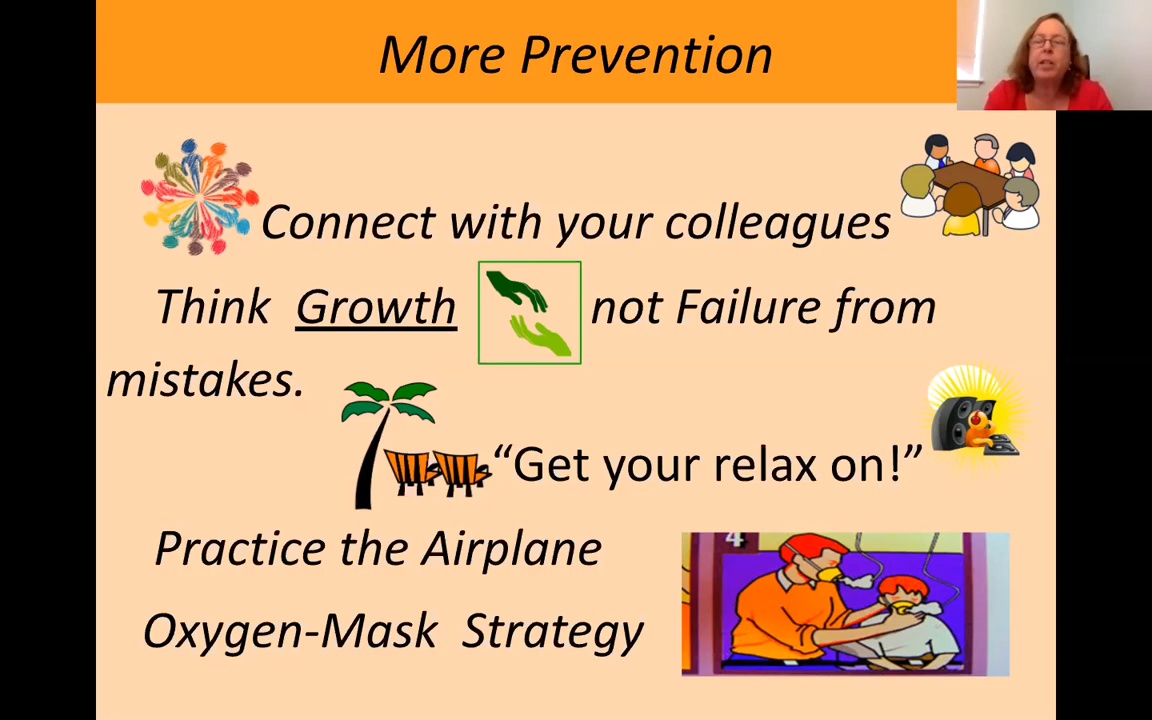 More Prevention
Connect with your colleagues
Think Growth not Failure from
mistakes.
“Get your relax on!”
Practice the Airplane
4
Oxygen-Mask Strategy